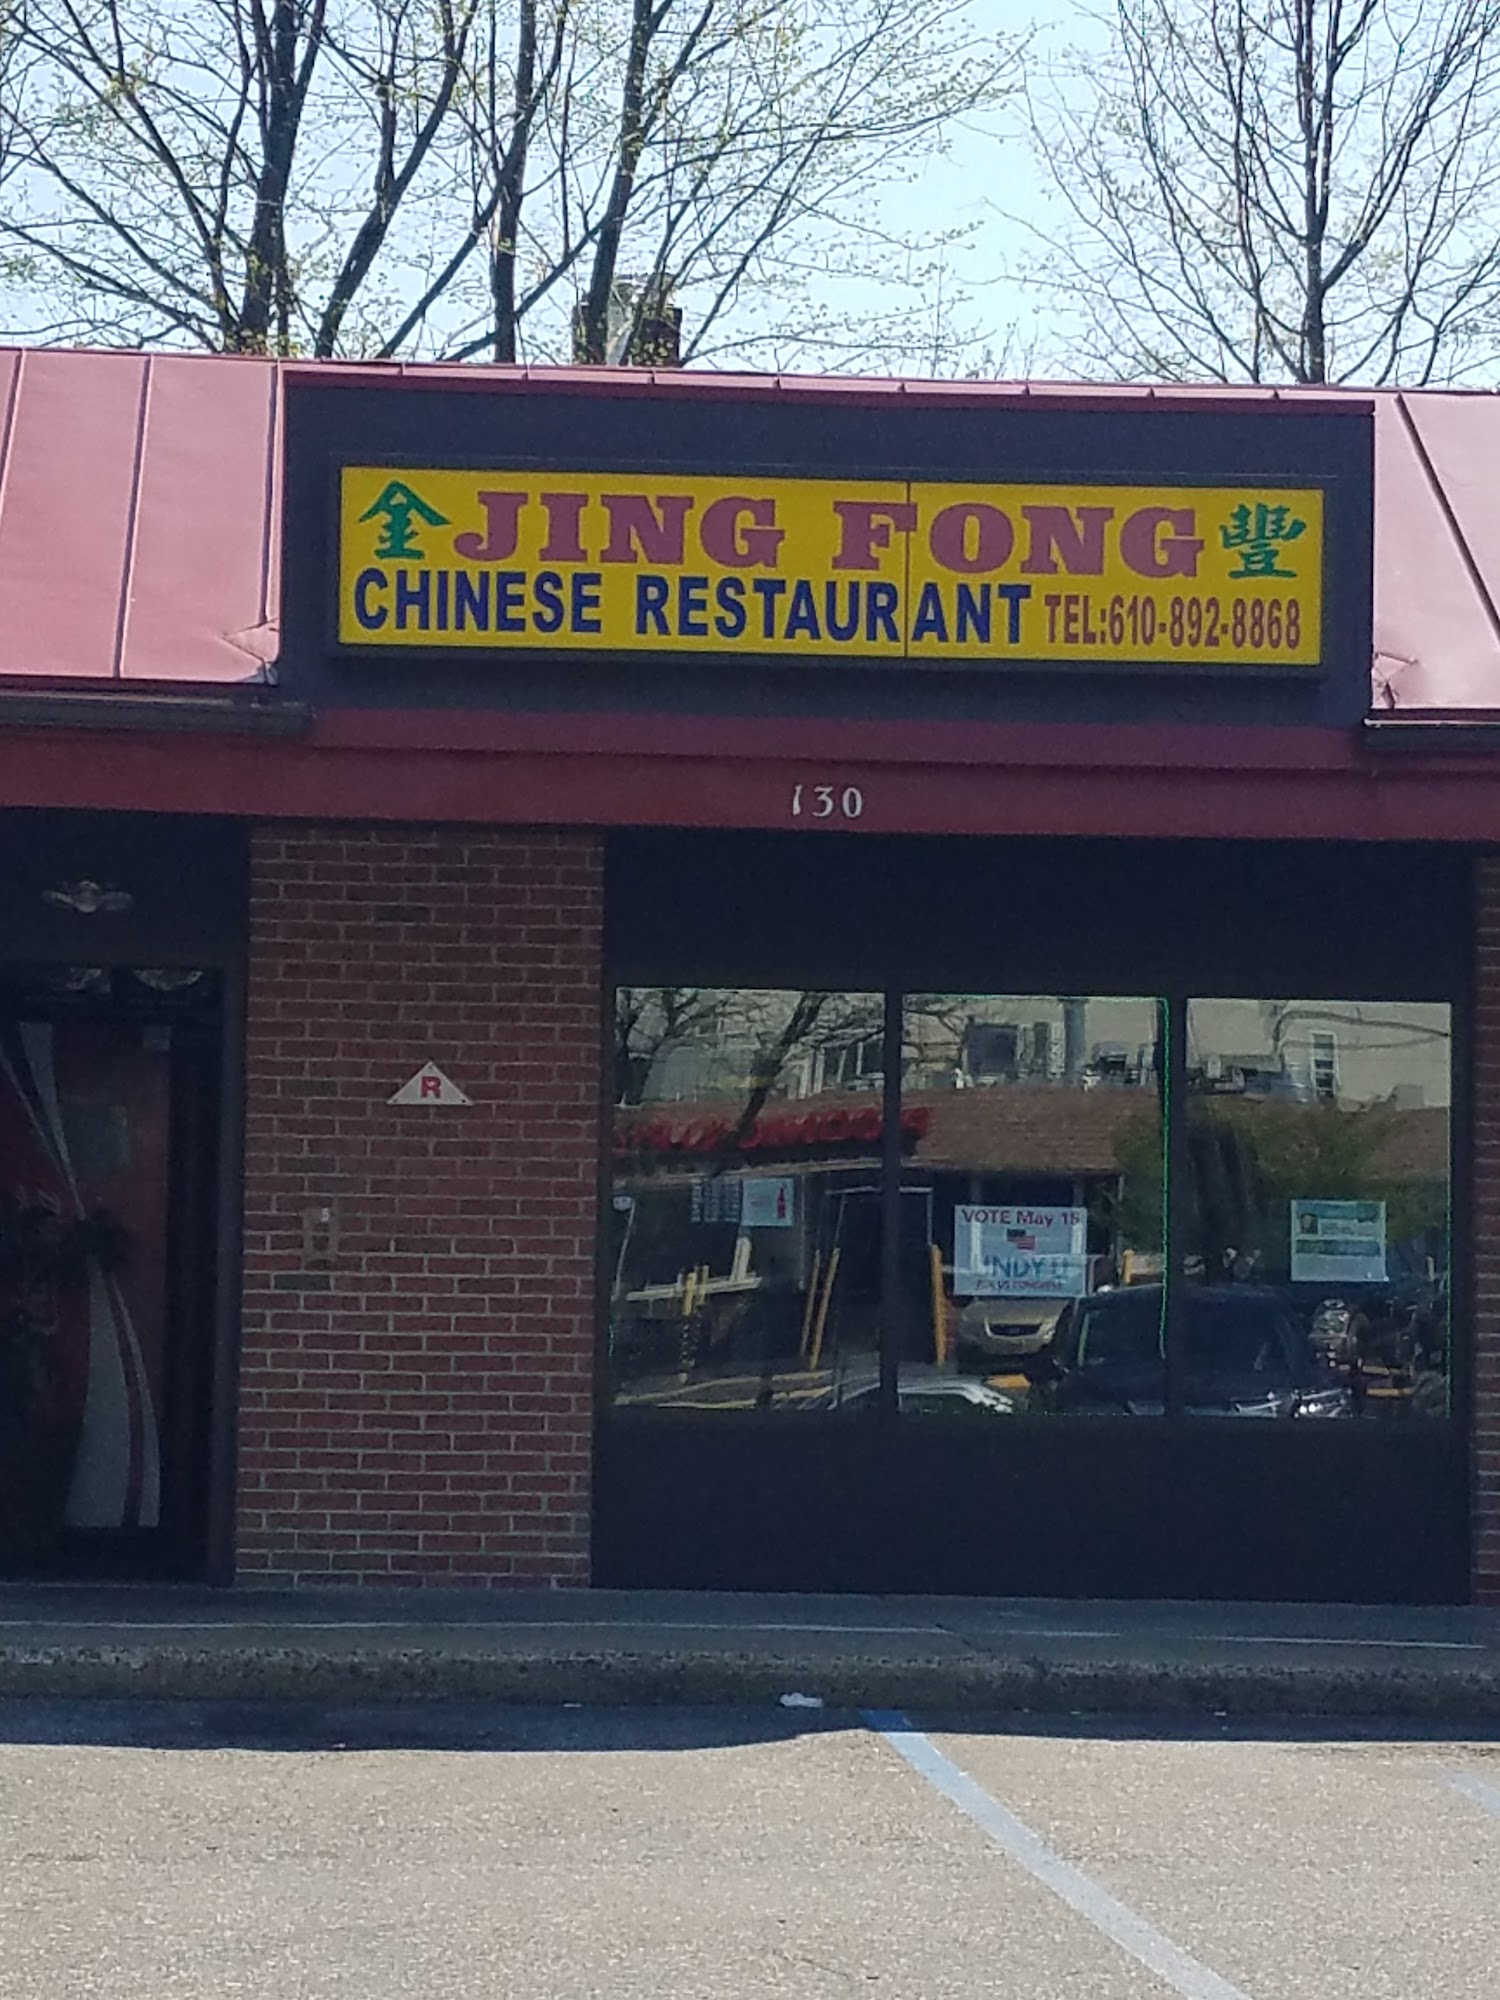 金 JING FONG 豐
CHINESE RESTAURANT TEL:610-892-8868
130
R
VOTE May 15